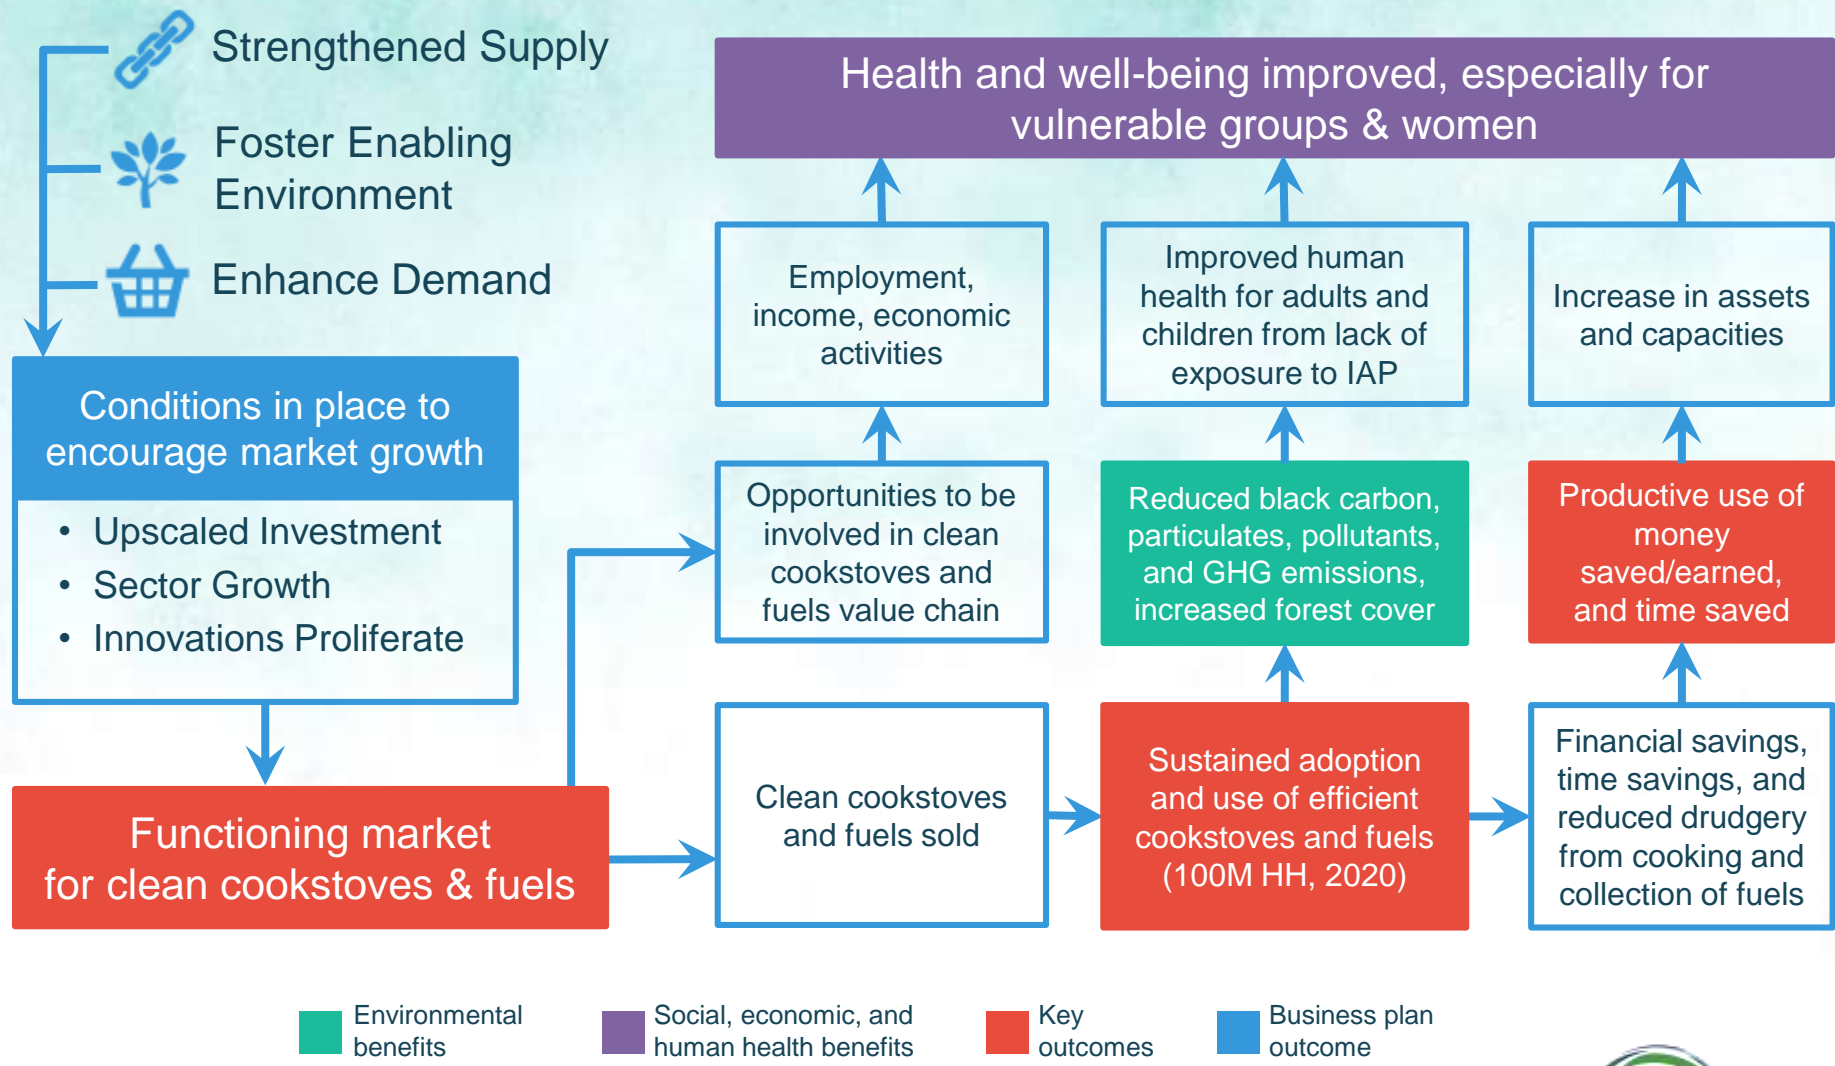 Strengthened Supply
Foster Enabling
Environment
Enhance Demand
Conditions in place to
encourage market growth
• Upscaled Investment
• Sector Growth
• Innovations Proliferate
Functioning market
for clean cookstoves & fuels
Health and well-being improved, especially for
vulnerable groups & women
Employment,
income, economic
activities
Improved human
health for adults and
children from lack of
exposure to IAP
Increase in assets
and capacities
Opportunities to be
involved in clean
cookstoves and
fuels value chain
Reduced black carbon,
particulates, pollutants,
and GHG emissions,
increased forest cover
Productive use of
money
saved/earned,
and time saved
Clean cookstoves
and fuels sold
Sustained adoption
and use of efficient
cookstoves and fuels
(100M HH, 2020)
Financial savings,
time savings, and
reduced drudgery
from cooking and
collection of fuels
Environmental
benefits
Social, economic, and
human health benefits
Key
outcomes
Business plan
outcome